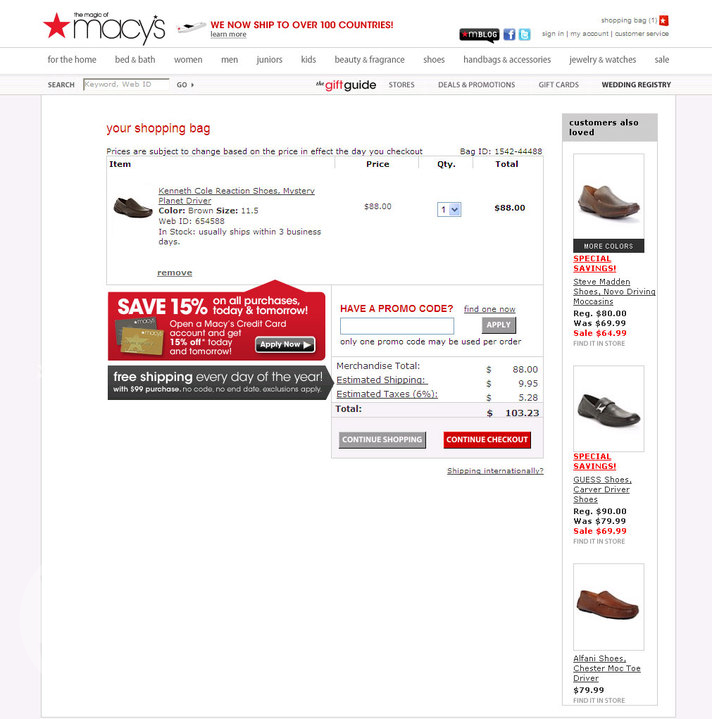 the magic of
macy's
WE NOW SHIP TO OVER 100 COUNTRIES!
learn more
shopping bag (1)
mBLOG
sign in | my account | customer service
for the home bed & bath women men juniors kids beauty & fragrance shoes handbags & accessories jewelry & watches sale
SEARCH Keyword, Web ID GO the giftguide STORES DEALS & PROMOTIONS GIFT CARDS WEDDING REGISTRY
your shopping bag
Prices are subject to change based on the price in effect the day you checkout Bag ID: 1542-44488
Item Price Qty. Total
Kenneth Cole Reaction Shoes, Mystery
Planet Driver
Color: Brown Size: 11.5
Web ID: 654588
In Stock: usually ships within 3 business
days.
$88.00 1 $88.00
remove
SAVE 15% on all purchases,
today & tomorrow!
Open a Macy's Credit Card
account and get
15% off* today
and tomorrow!
Apply Now
macy's
macy's
free shipping every day of the year!
with $99 purchase. no code, no end date. exclusions apply.
HAVE A PROMO CODE? find one now
APPLY
only one promo code may be used per order
Merchandise Total: $ 88.00
Estimated Shipping: $ 9.95
Estimated Taxes (6%): $ 5.28
Total: $ 103.23
CONTINUE SHOPPING CONTINUE CHECKOUT
Shipping internationally?
customers also
loved
MORE COLORS
SPECIAL
SAVINGS!
Steve Madden
Shoes, Novo Driving
Moccasins
Reg. $80.00
Was $69.99
Sale $64.99
FIND IT IN STORE
SPECIAL
SAVINGS!
GUESS Shoes,
Carver Driver
Shoes
Reg. $90.00
Was $79.99
Sale $69.99
FIND IT IN STORE
Alfani Shoes,
Chester Moc Toe
Driver
$79.99
FIND IT IN STORE